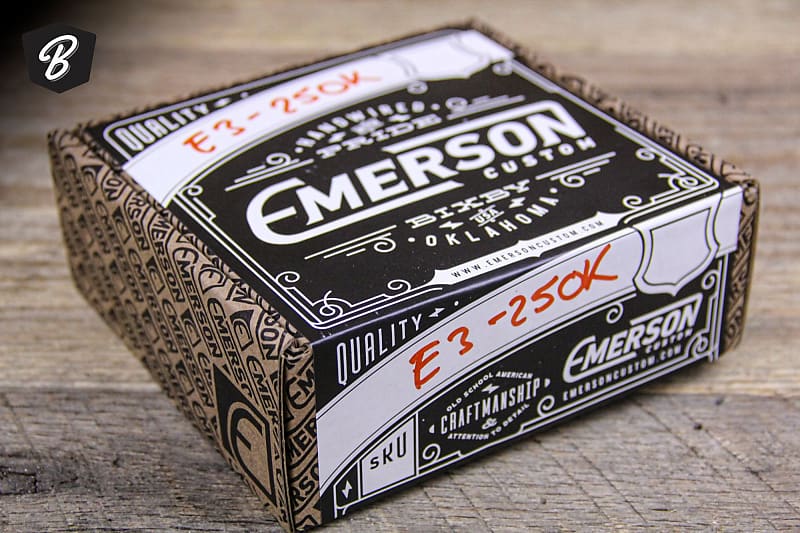 B
QUALITY
E3-250K
HANDWIRED
PRIDE
EMERSON
CUSTOM
BIXBY
USA
OKLAHOMA
WWW.EMERSONCUSTOM.COM
QUALITY
E3-250K
OLD SCHOOL AMERICAN
CRAFTMANSHIP
&
ATTENTION TO DETAIL
EMERSON
CUSTOM
EMERSONCUSTOM.COM
SKU
EMERSON
E